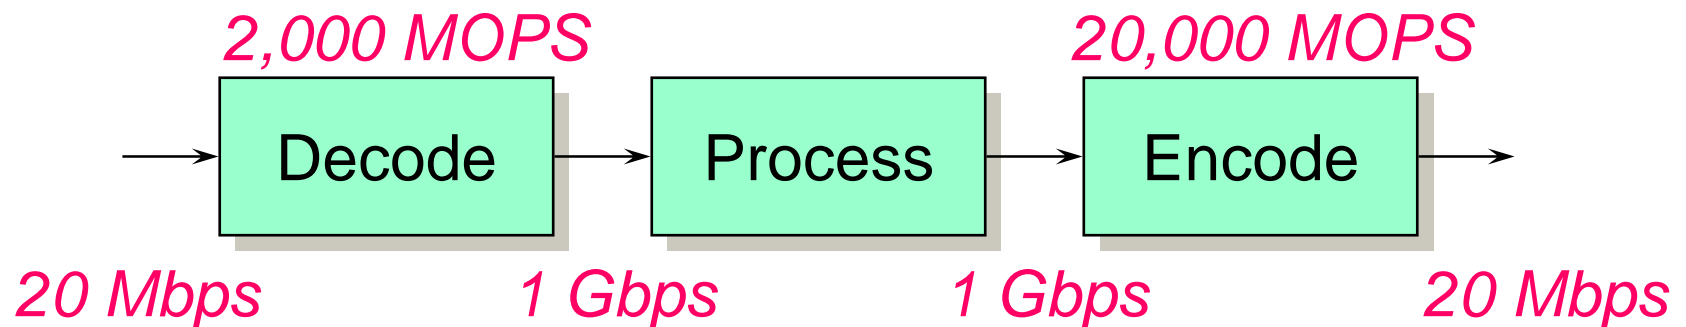 2,000 MOPS 20,000 MOPS
Decode Process Encode
20 Mbps 1 Gbps 1 Gbps 20 Mbps